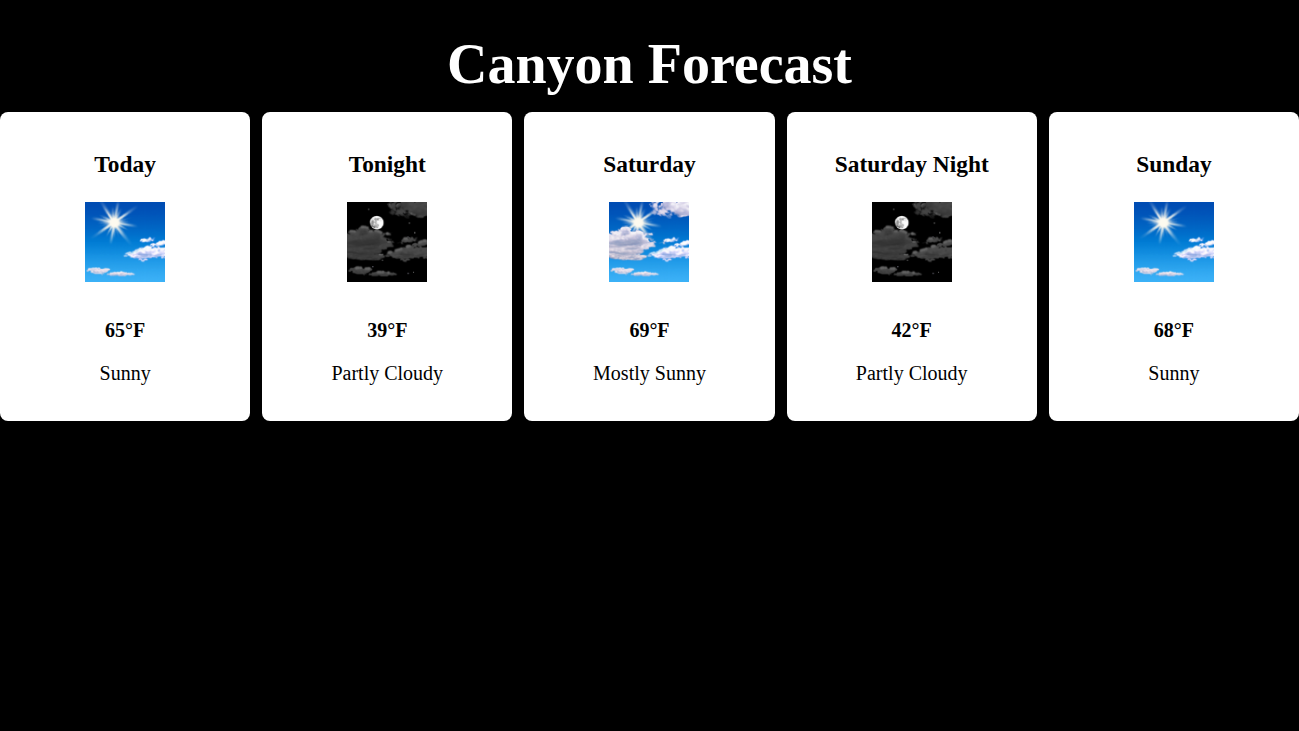 Canyon Forecast
Today
65°F
Sunny
Tonight
39°F
Partly Cloudy
Saturday
69°F
Mostly Sunny
Saturday Night
42°F
Partly Cloudy
Sunday
68°F
Sunny